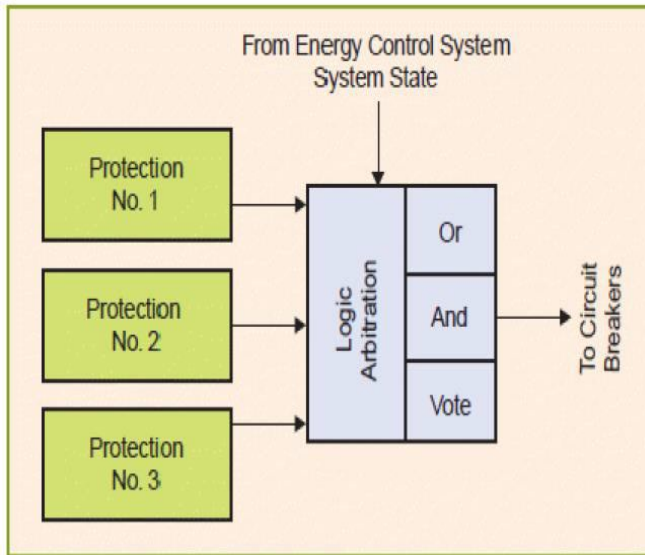 From Energy Control System
System State
Protection
No. 1
Protection
No. 2
Protection
No. 3
Logic
Arbitration
Or
And
Vote
To Circuit
Breakers